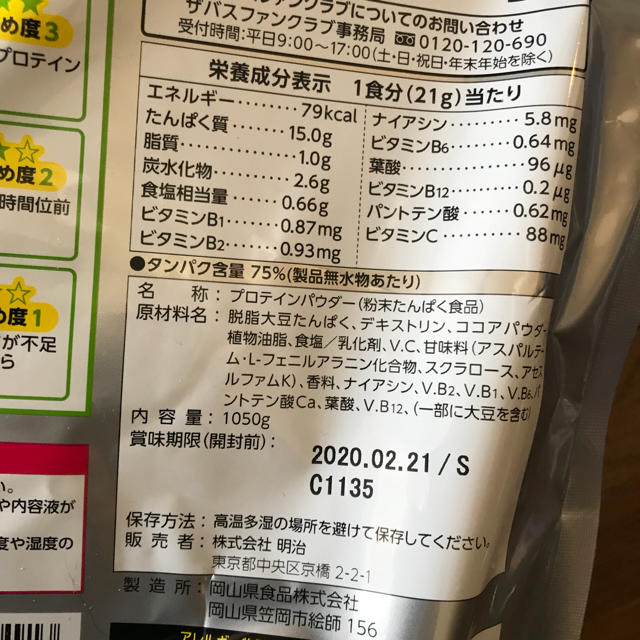 ファンクラブについてのお問い合わせ
ザバスファンクラブ事務局
受付時間:平日9:00～17:00(土・日・祝日・年末年始を除く)
0120-120-690
栄養成分表示 1食分(21g)当たり
エネルギー………79kcal
たんぱく質………15.0g
脂質………1.0g
炭水化物………2.6g
食塩相当量………0.66g
ビタミンB1………0.87mg
ビタミンB2………0.93mg
ナイアシン………5.8mg
ビタミンB6………0.64mg
葉酸………96μg
ビタミンB12………0.2μg
パントテン酸………0.62mg
ビタミンC………88mg
●タンパク含量 75%(製品無水物あたり)
名 称:プロテインパウダー(粉末たんぱく食品)
原材料名:脱脂大豆たんぱく、デキストリン、ココアパウダー、
植物油脂、食塩／乳化剤、V.C、甘味料(アスパルテー
ム・L-フェニルアラニン化合物、スクラロース、アセス
ルファムK)、香料、ナイアシン、V.B2、V.B1、V.B6、パ
ントテン酸Ca、葉酸、V.B12、(一部に大豆を含む)
内容量:1050g
賞味期限(開封前):
2020.02.21/S
C1135
保存方法:高温多湿の場所を避けて保存してください。
販売者:株式会社 明治
東京都中央区京橋 2-2-1
製造所:岡山県食品株式会社
岡山県笠岡市絵師 156
め度3
プロテイン
め度2
時間位前
め度1
が不足
ら
い。
や内容液が
度や湿度の